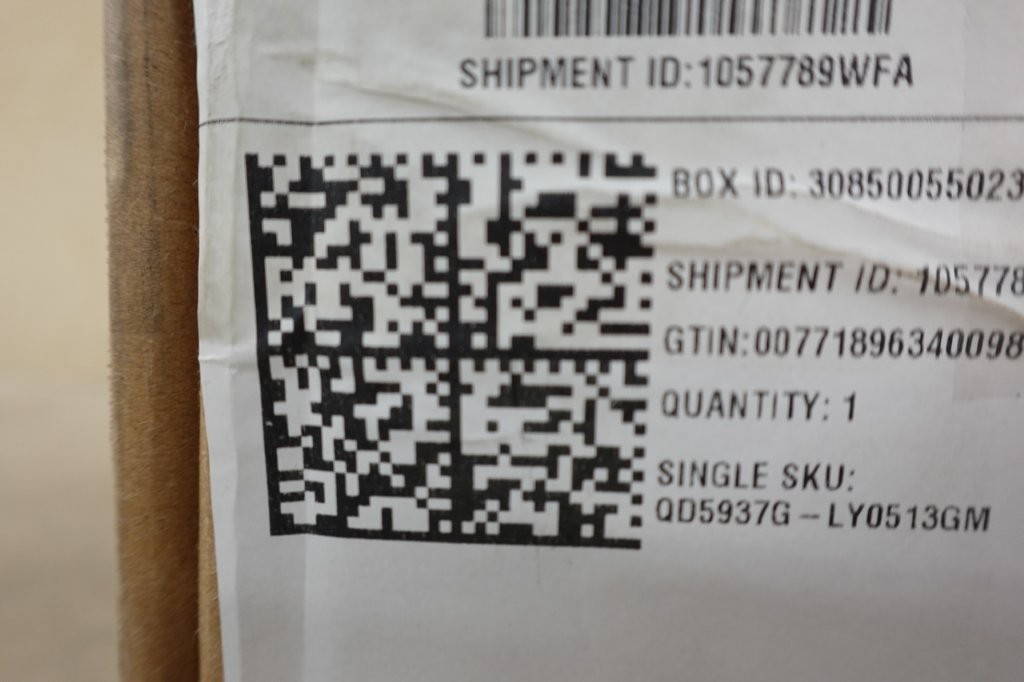 SHIPMENT ID:1057789WFA
BOX ID: 30850055023
SHIPMENT ID: 105778
GTIN:00771896340098
QUANTITY: 1
SINGLE SKU:
QD5937G – LY0513GM